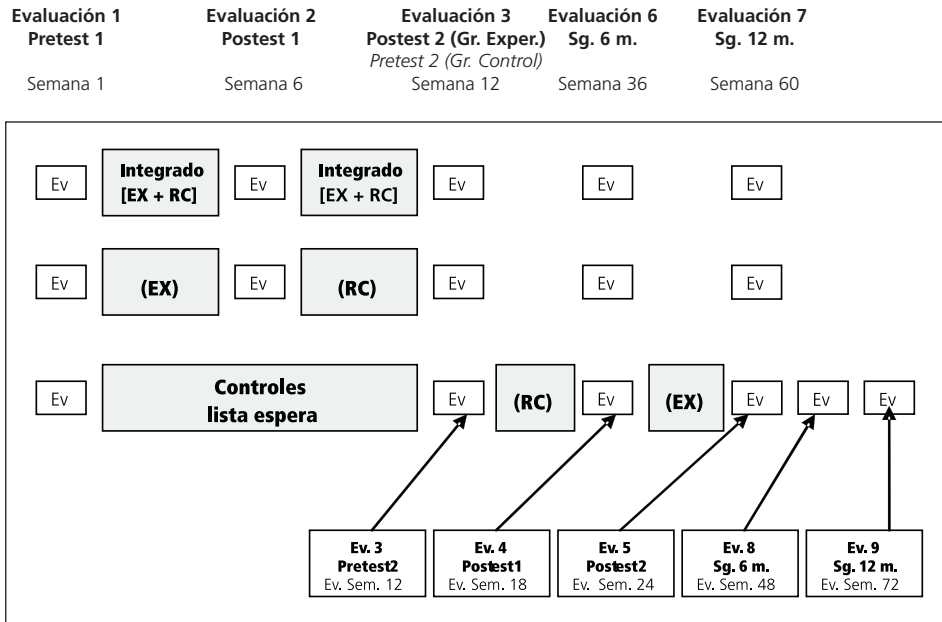 Evaluación 1 Evaluación 2 Evaluación 3 Evaluación 6 Evaluación 7
Pretest 1 Postest 1 Postest 2 (Gr. Exper.) Sg. 6 m. Sg. 12 m.
Pretest 2 (Gr. Control)
Semana 1 Semana 6 Semana 12 Semana 36 Semana 60
Ev Integrado [EX + RC] Ev Integrado [EX + RC] Ev Ev Ev
Ev (EX) Ev (RC) Ev Ev Ev
Ev Controles lista espera Ev (RC) Ev (EX) Ev Ev Ev
Ev. 3 Ev. 4 Ev. 5 Ev. 8 Ev. 9
Pretest2 Postest1 Postest2 Sg. 6 m. Sg. 12 m.
Ev. Sem. 12 Ev. Sem. 18 Ev. Sem. 24 Ev. Sem. 48 Ev. Sem. 72